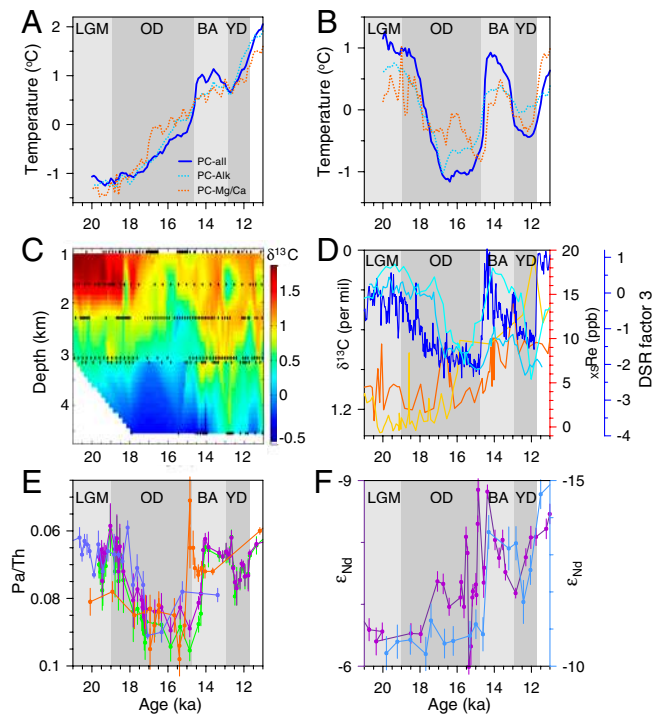 A
LGM OD BA YD
2
1
0
-1
Temperature (°C)
PC-all
PC-Alk
PC-Mg/Ca
20 18 16 14 12
B
LGM OD BA YD
1
0
-1
Temperature (°C)
20 18 16 14 12
C
δ13C
1
2
3
4
Depth (km)
1.5
1
0.5
0
-0.5
21 20 19 18 17 16 15 14 13 12 11
D
0
1.2
δ13C (per mil)
20
15
10
5
0
xsRe (ppb)
1
0
-1
-2
-3
-4
DSR factor 3
20 18 16 14 12
E
LGM OD BA YD
0.06
0.08
0.1
Pa/Th
20 18 16 14 12
Age (ka)
F
LGM OD BA YD
-9
-6
εNd
-15
-10
εNd
20 18 16 14 12
Age (ka)